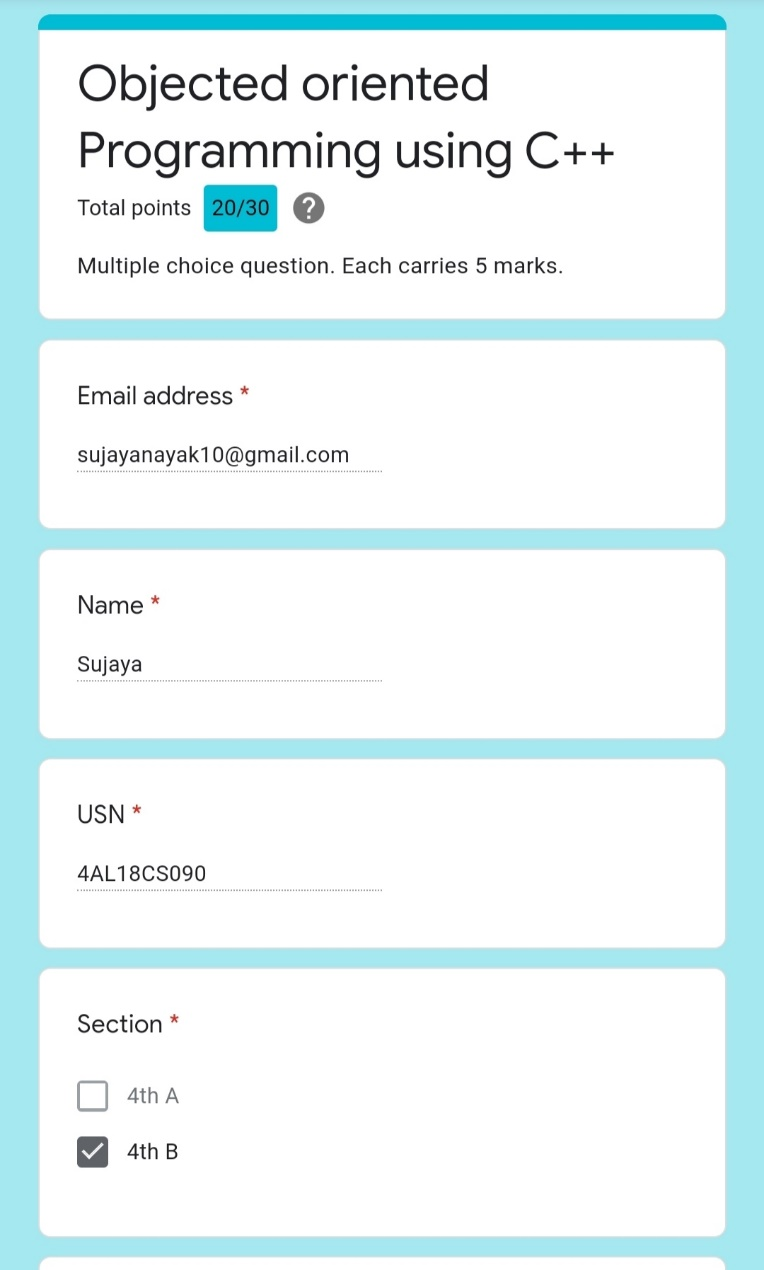 Objected oriented
Programming using C++
Total points 20/30 ?
Multiple choice question. Each carries 5 marks.
Email address *
sujayanayak10@gmail.com
Name *
Sujaya
USN *
4AL18CS090
Section *
4th A
4th B